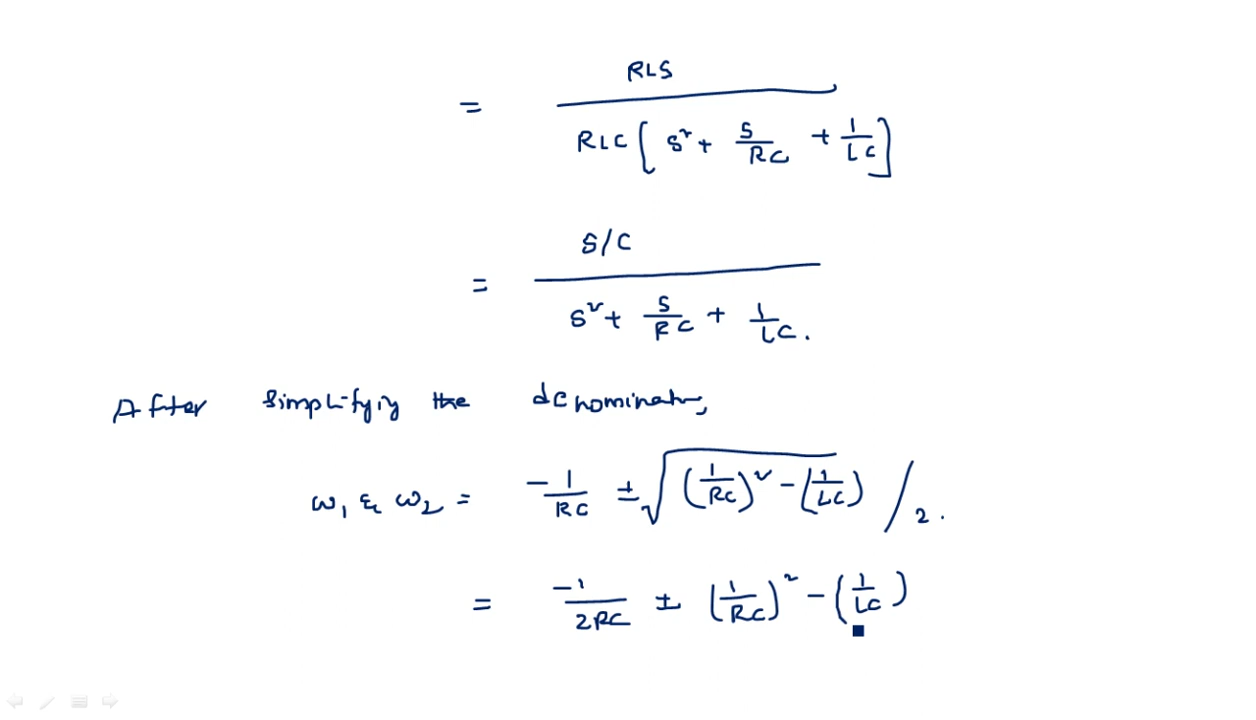 = RLS / RLC [ s² + s/RC + 1/LC ]
= s/C / s² + s/RC + 1/LC .
After Simplifyig the denominator,
ω₁ & ω₂ = -1/RC ± √(1/RC)² - (1/LC) / 2 .
= -1/2RC ± (1/RC)² - (1/LC)